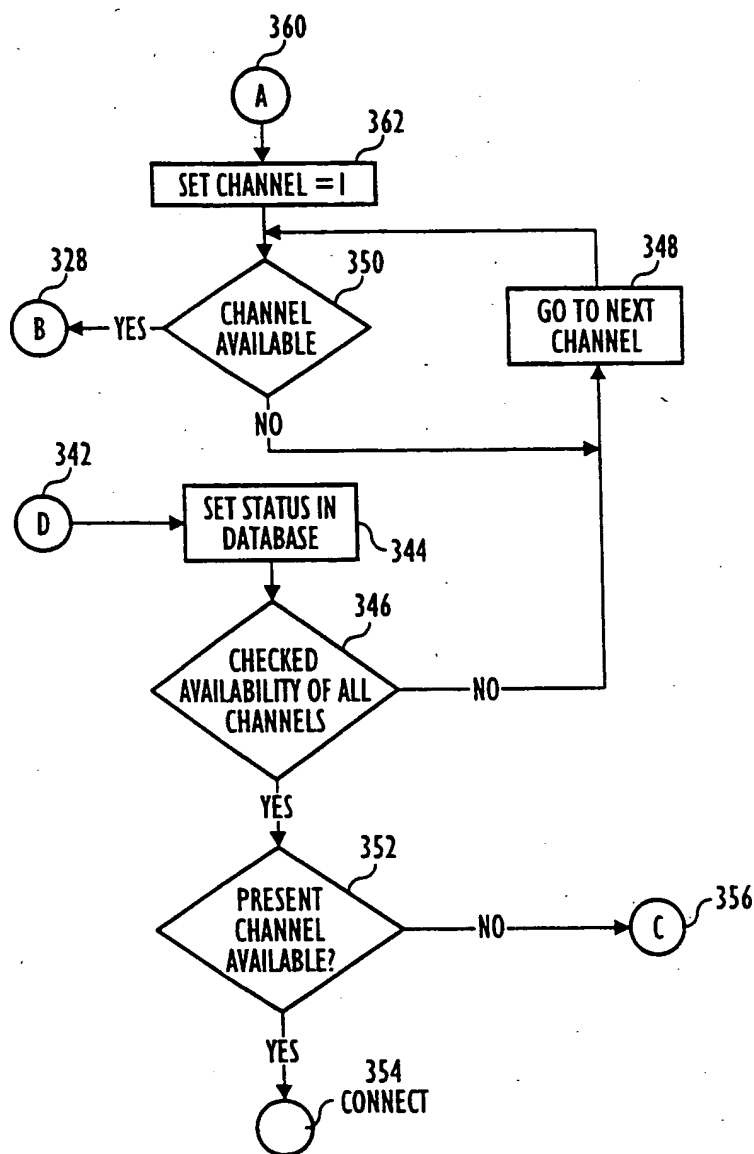 360
A
362
SET CHANNEL = 1
328
B
YES
350
CHANNEL
AVAILABLE
348
GO TO NEXT
CHANNEL
NO
342
D
SET STATUS IN
DATABASE
344
346
CHECKED
AVAILABILITY OF ALL
CHANNELS
NO
YES
352
PRESENT
CHANNEL
AVAILABLE?
NO
C
356
YES
354
CONNECT